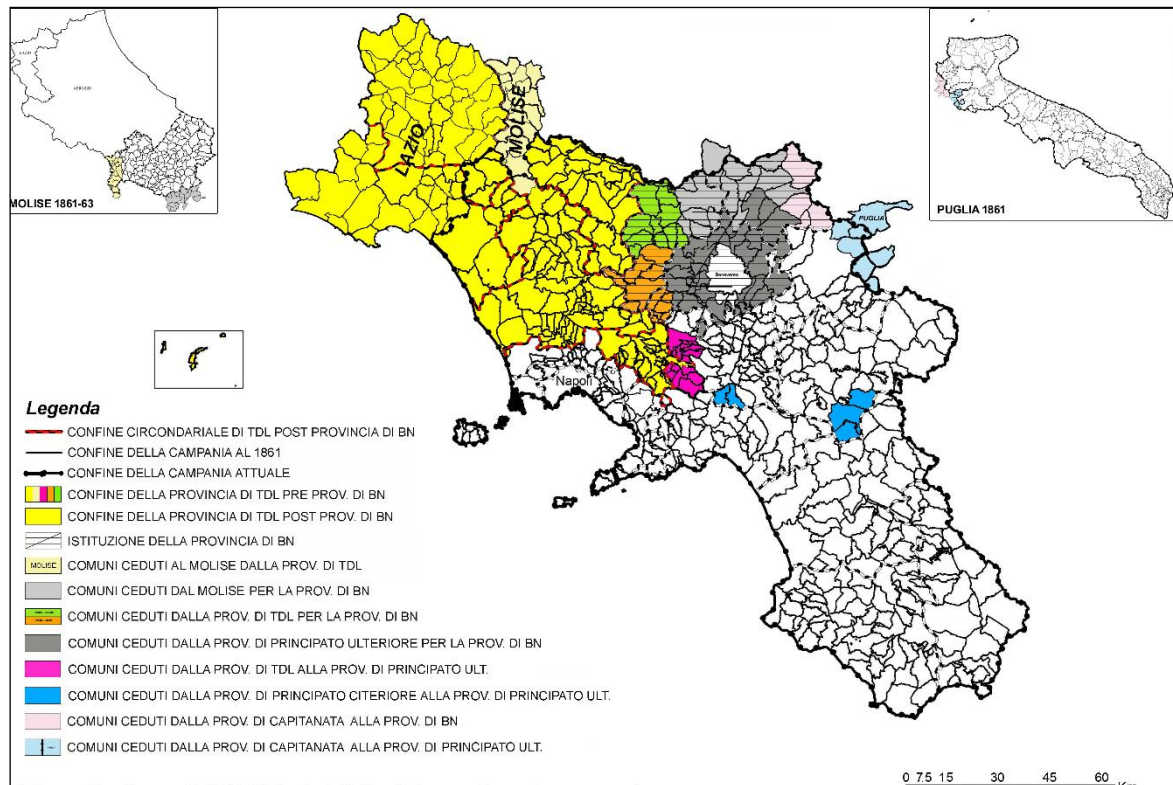 LAZIO
MOLISE 1861-63
LAZIO
MOLISE
PUGLIA 1861
PUGLIA
Benevento
Napoli
Legenda
CONFINE CIRCONDARIALE DI TDL POST PROVINCIA DI BN
CONFINE DELLA CAMPANIA AL 1861
CONFINE DELLA CAMPANIA ATTUALE
CONFINE DELLA PROVINCIA DI TDL PRE PROV. DI BN
CONFINE DELLA PROVINCIA DI TDL POST PROV. DI BN
ISTITUZIONE DELLA PROVINCIA DI BN
MOLISE COMUNI CEDUTI AL MOLISE DALLA PROV. DI TDL
COMUNI CEDUTI DAL MOLISE PER LA PROV. DI BN
COMUNI CEDUTI DALLA PROV. DI TDL PER LA PROV. DI BN
COMUNI CEDUTI DALLA PROV. DI PRINCIPATO ULTERIORE PER LA PROV. DI BN
COMUNI CEDUTI DALLA PROV. DI TDL ALLA PROV. DI PRINCIPATO ULT.
COMUNI CEDUTI DALLA PROV. DI PRINCIPATO CITERIORE ALLA PROV. DI PRINCIPATO ULT.
COMUNI CEDUTI DALLA PROV. DI CAPITANATA ALLA PROV. DI BN
COMUNI CEDUTI DALLA PROV. DI CAPITANATA ALLA PROV. DI PRINCIPATO ULT.
0 7.5 15 30 45 60
Km